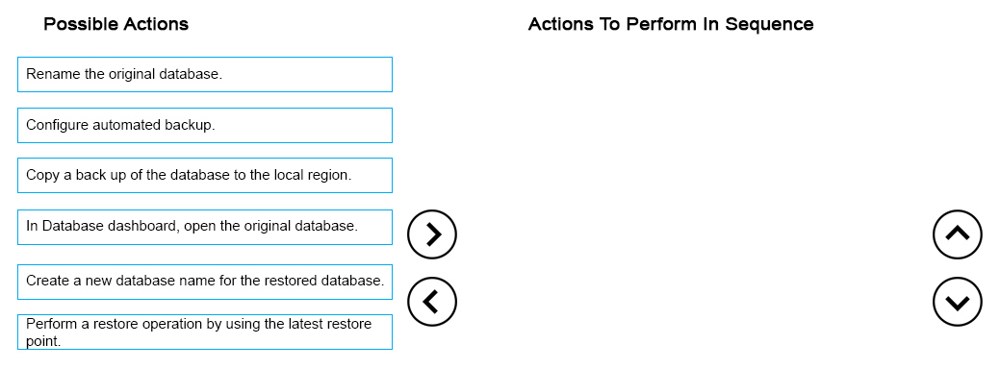 Possible Actions
Actions To Perform In Sequence
Rename the original database.
Configure automated backup.
Copy a back up of the database to the local region.
In Database dashboard, open the original database.
Create a new database name for the restored database.
Perform a restore operation by using the latest restore
point.